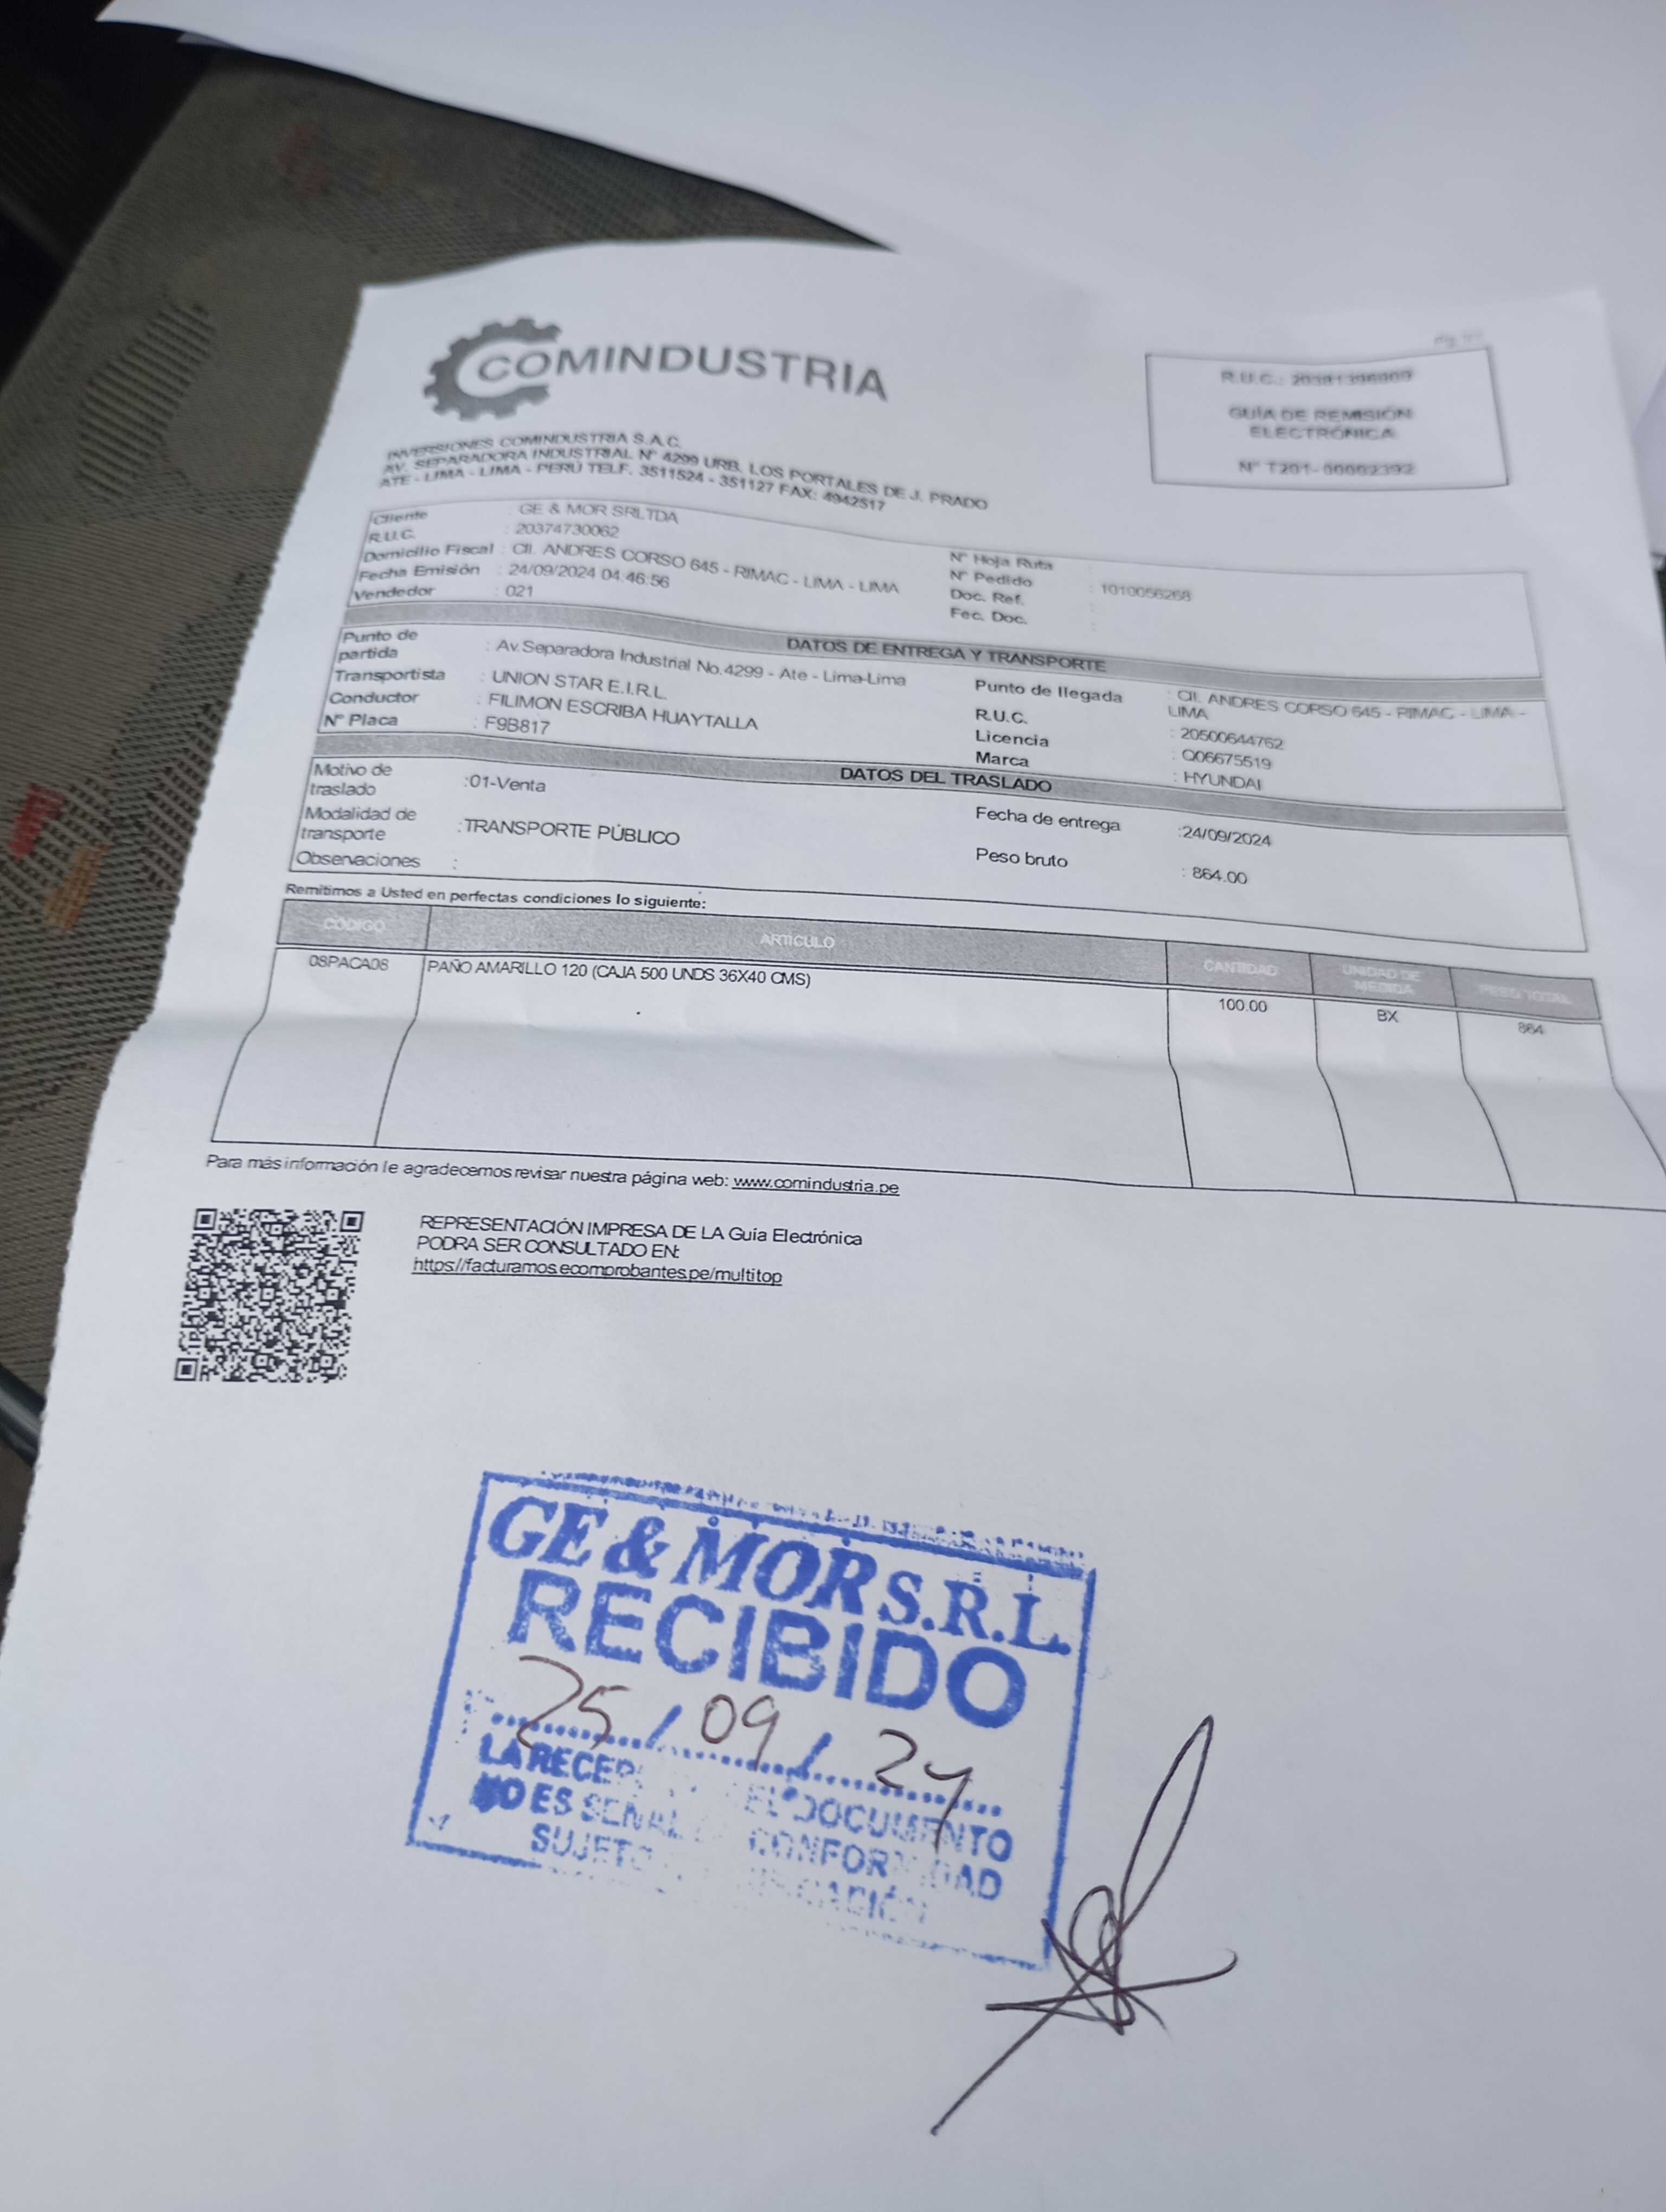 COMINDUSTRIA
R.U.C.:
GUÍA DE REMISIÓN
ELECTRÓNICA
N° T201-00002392
INVERSIONES COMINDUSTRIA S.A.C.
AV. SEPARADORA INDUSTRIAL N° 4299 URB. LOS PORTALES DE J. PRADO
ATE - LIMA - LIMA - PERÚ TELF. 3511524 - 351127 FAX: 4942517
Cliente : GE & MOR SRLTDA
R.U.C. : 20374730062
Domicilio Fiscal : Cll. ANDRES CORSO 645 - RIMAC - LIMA - LIMA
Fecha Emisión : 24/09/2024 04:46:56
Vendedor : 021
N° Hoja Ruta
N° Pedido : 1010056268
Doc. Ref. :
Fec. Doc. :
DATOS DE ENTREGA Y TRANSPORTE
Punto de partida : Av.Separadora Industrial No.4299 - Ate - Lima-Lima
Transportista : UNION STAR E.I.R.L.
Conductor : FILIMON ESCRIBA HUAYTALLA
N° Placa : F9B817
Punto de llegada : Cll. ANDRES CORSO 645 - RIMAC - LIMA -
LIMA
R.U.C. : 20500644762
Licencia : Q06675519
Marca : HYUNDAI
DATOS DEL TRASLADO
Motivo de traslado :01-Venta
Modalidad de transporte :TRANSPORTE PÚBLICO
Observaciones :
Fecha de entrega :24/09/2024
Peso bruto : 864.00
Remitimos a Usted en perfectas condiciones lo siguiente:
CÓDIGO ARTICULO CANTIDAD UNIDAD DE MEDIDA PESO TOTAL
08PACA08 PAÑO AMARILLO 120 (CAJA 500 UNDS 36X40 CMS) 100.00 BX 864
Para más información le agradecemos revisar nuestra página web: www.comindustria.pe
REPRESENTACIÓN IMPRESA DE LA Guía Electrónica
PODRA SER CONSULTADO EN:
https://facturamos.ecomprobantes.pe/multitop
GE & MOR S.R.L.
RECIBIDO
25/09/24
LA EL DOCUMENTO
NO ES SEÑAL CONFORMIDAD
SUJETO